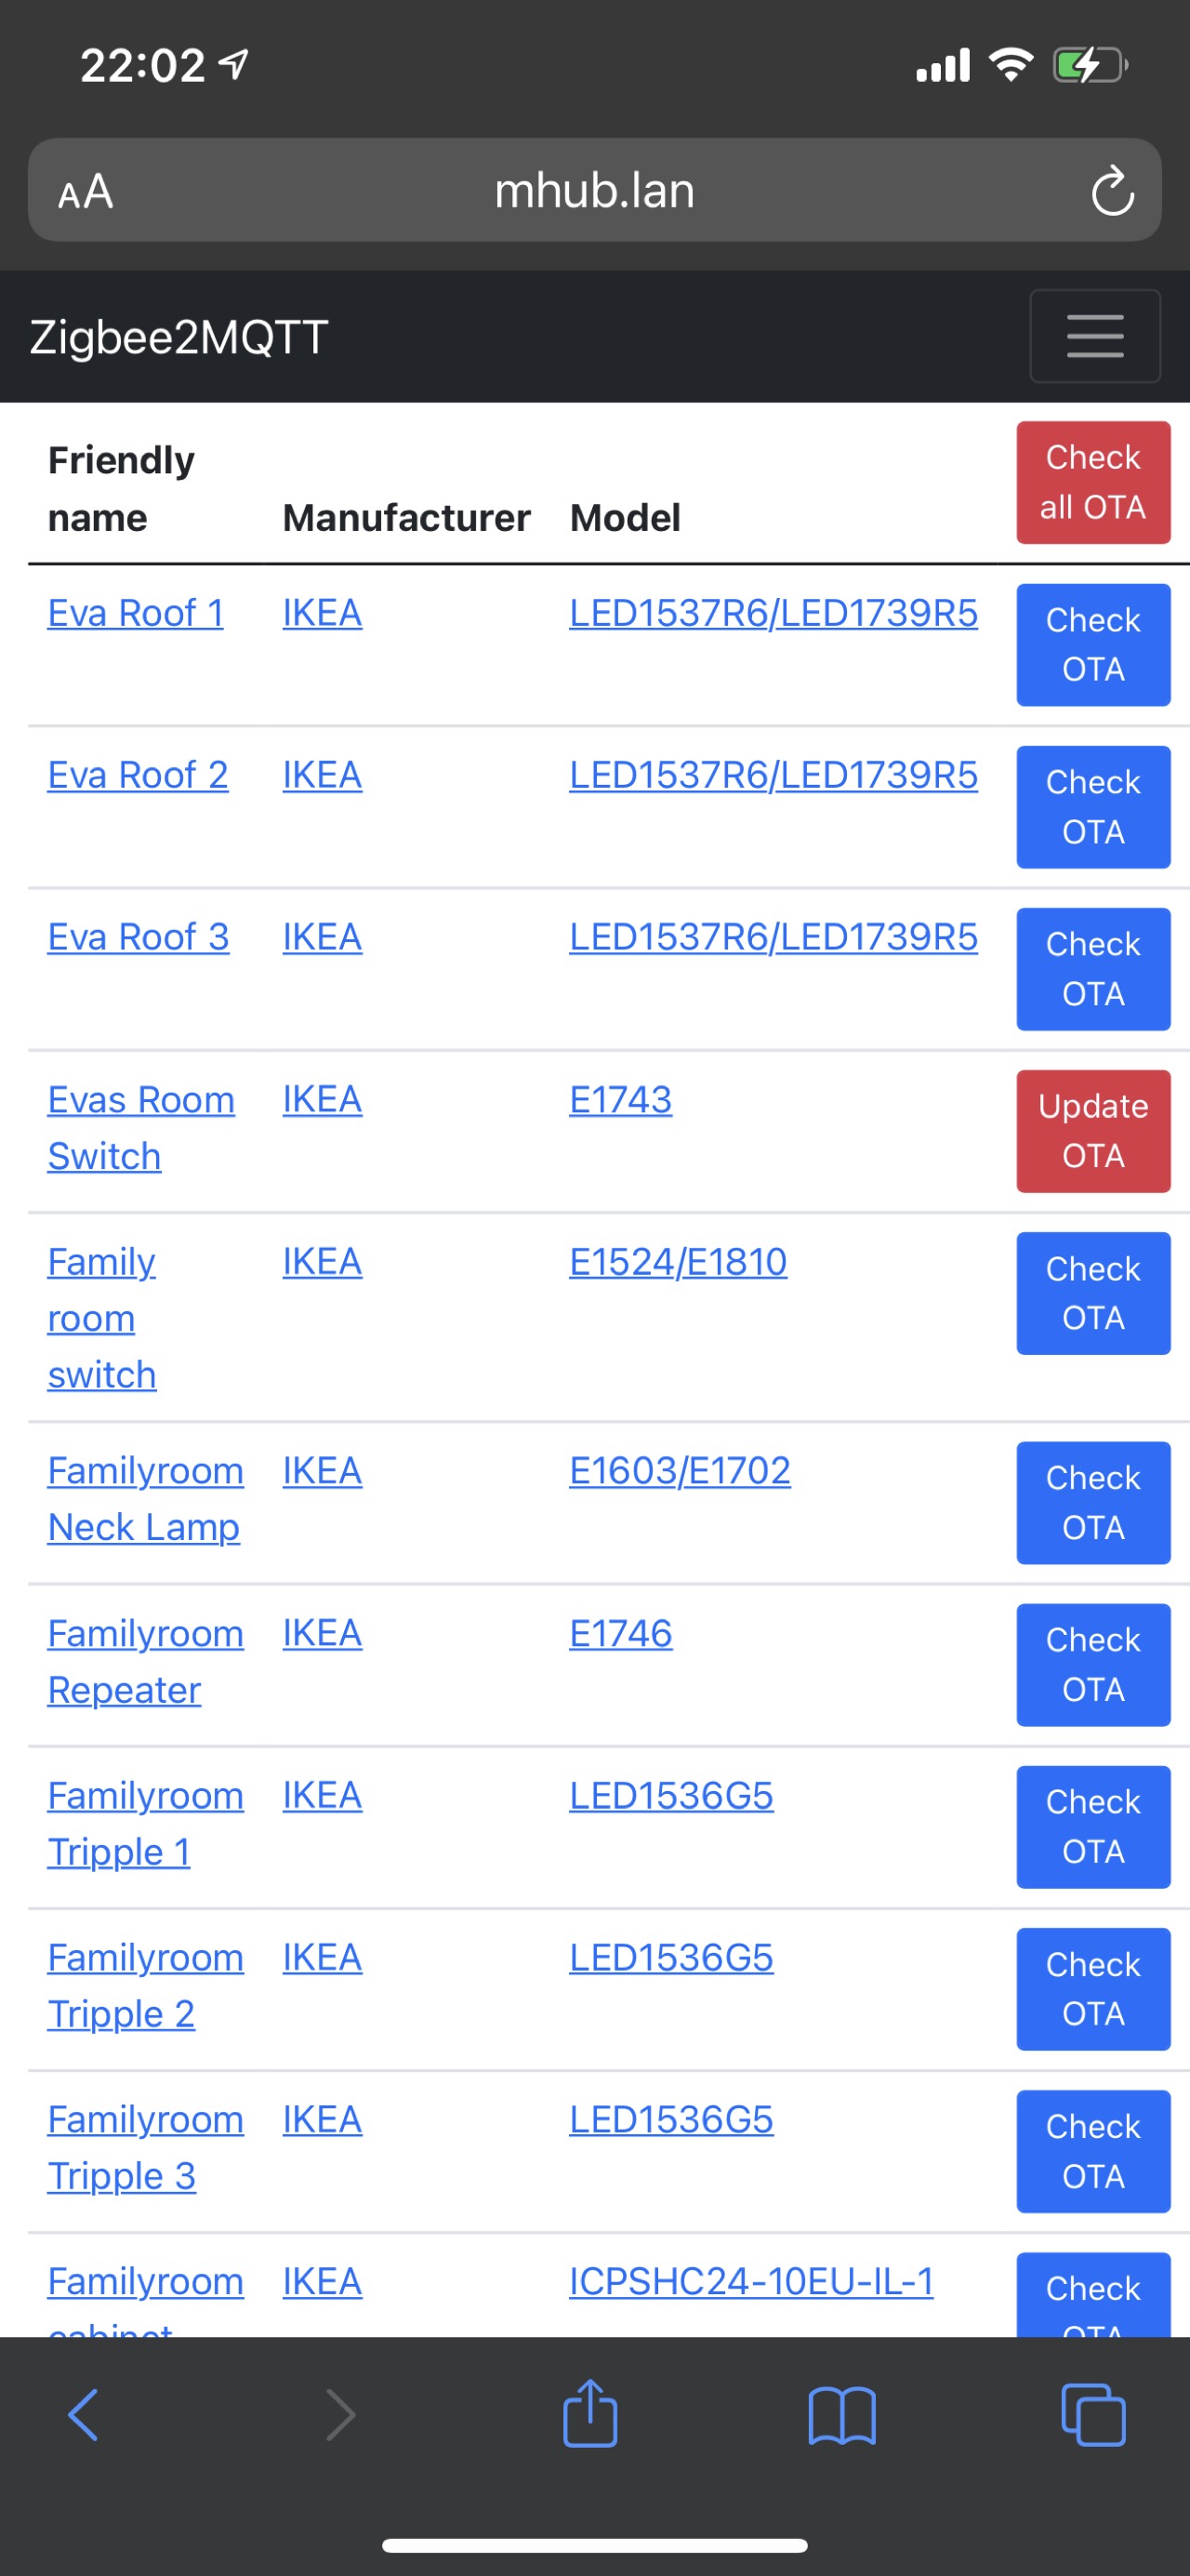 22:02
AA mhub.lan
Zigbee2MQTT
Friendly
name Manufacturer Model
Check
all OTA
Eva Roof 1 IKEA LED1537R6/LED1739R5
Check
OTA
Eva Roof 2 IKEA LED1537R6/LED1739R5
Check
OTA
Eva Roof 3 IKEA LED1537R6/LED1739R5
Check
OTA
Evas Room
Switch
IKEA E1743
Update
OTA
Family
room
switch
IKEA E1524/E1810
Check
OTA
Familyroom
Neck Lamp
IKEA E1603/E1702
Check
OTA
Familyroom
Repeater
IKEA E1746
Check
OTA
Familyroom
Tripple 1
IKEA LED1536G5
Check
OTA
Familyroom
Tripple 2
IKEA LED1536G5
Check
OTA
Familyroom
Tripple 3
IKEA LED1536G5
Check
OTA
Familyroom
cabinet
IKEA ICPSHC24-10EU-IL-1
Check
OTA